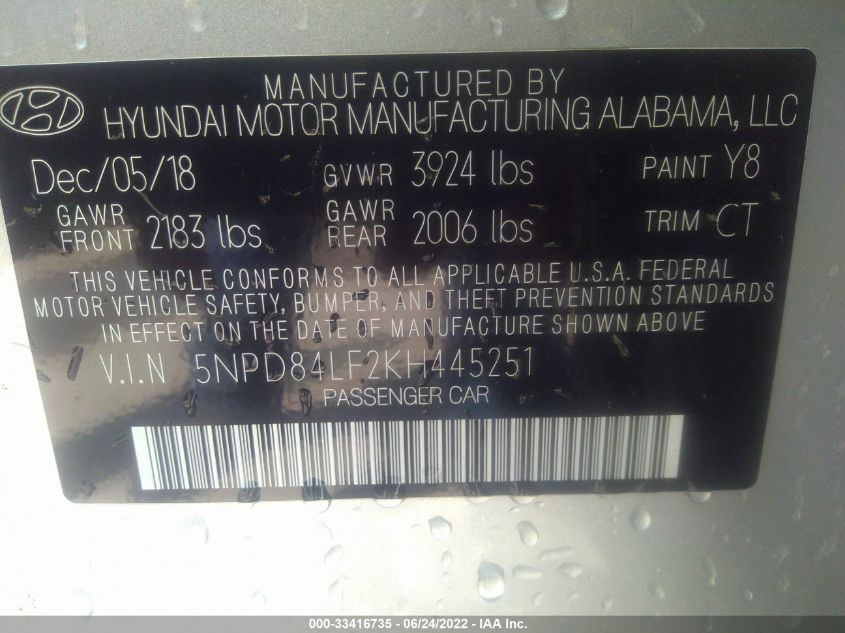 MANUFACTURED BY
HYUNDAI MOTOR MANUFACTURING ALABAMA, LLC
Dec/05/18 GVWR 3924 lbs PAINT Y8
GAWR FRONT 2183 lbs GAWR REAR 2006 lbs TRIM CT
THIS VEHICLE CONFORMS TO ALL APPLICABLE U.S.A. FEDERAL
MOTOR VEHICLE SAFETY, BUMPER, AND THEFT PREVENTION STANDARDS
IN EFFECT ON THE DATE OF MANUFACTURE SHOWN ABOVE
V.I.N 5NPD84LF2KH445251
PASSENGER CAR
000-33416735 - 06/24/2022 - IAA Inc.